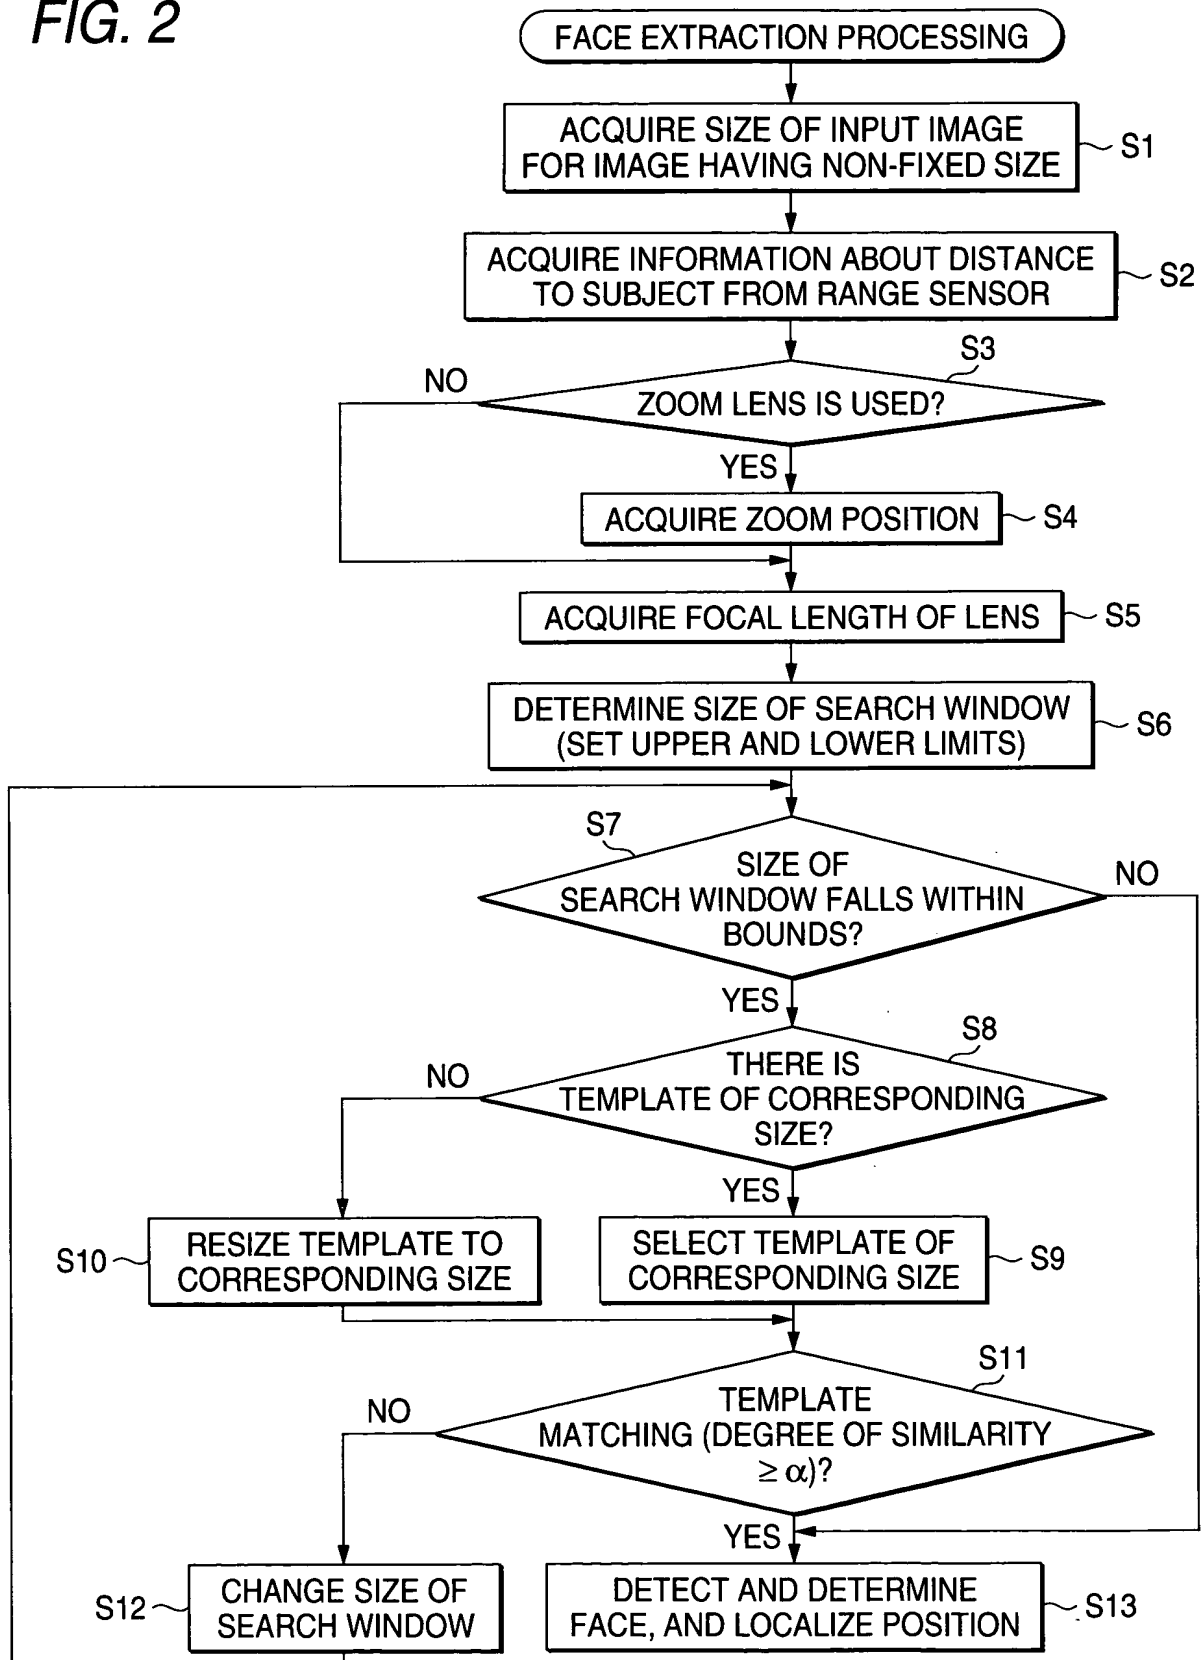 FIG. 2
FACE EXTRACTION PROCESSING
ACQUIRE SIZE OF INPUT IMAGE
FOR IMAGE HAVING NON-FIXED SIZE
S1
ACQUIRE INFORMATION ABOUT DISTANCE
TO SUBJECT FROM RANGE SENSOR
S2
S3
NO
ZOOM LENS IS USED?
YES
ACQUIRE ZOOM POSITION
S4
ACQUIRE FOCAL LENGTH OF LENS
S5
DETERMINE SIZE OF SEARCH WINDOW
(SET UPPER AND LOWER LIMITS)
S6
S7
SIZE OF
SEARCH WINDOW FALLS WITHIN
BOUNDS?
NO
YES
S8
THERE IS
TEMPLATE OF CORRESPONDING
SIZE?
NO
YES
S10
RESIZE TEMPLATE TO
CORRESPONDING SIZE
SELECT TEMPLATE OF
CORRESPONDING SIZE
S9
S11
TEMPLATE
MATCHING (DEGREE OF SIMILARITY
≥ α)?
NO
YES
S12
CHANGE SIZE OF
SEARCH WINDOW
DETECT AND DETERMINE
FACE, AND LOCALIZE POSITION
S13